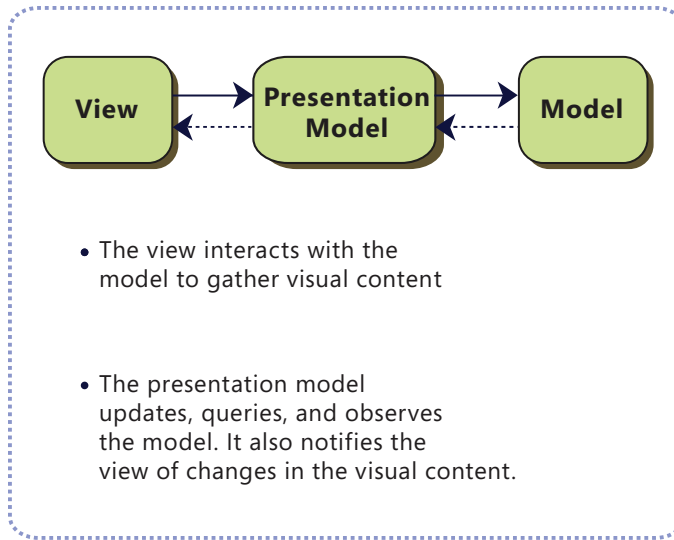 View
Presentation
Model
Model
• The view interacts with the
model to gather visual content
• The presentation model
updates, queries, and observes
the model. It also notifies the
view of changes in the visual content.